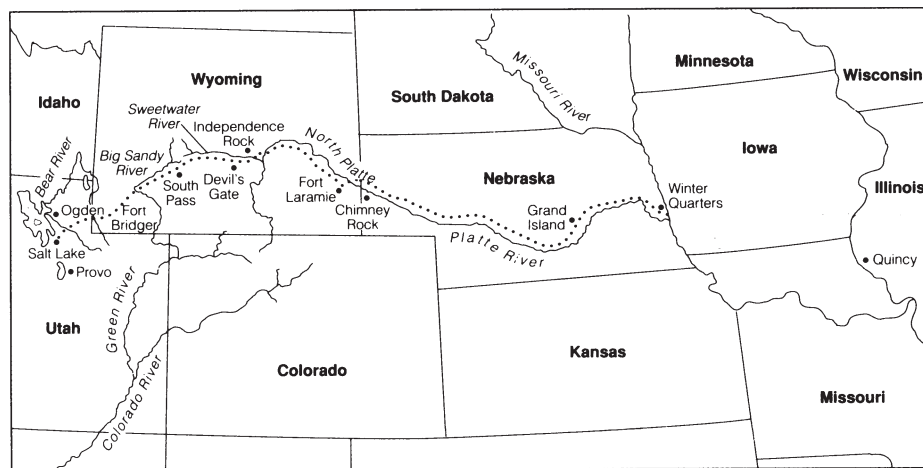 Minnesota
Wisconsin
Wyoming
South Dakota
Missouri River
Idaho
Sweetwater
River
Independence
Rock
North Platte
Iowa
Big Sandy
River
Bear River
South
Pass
Devil's
Gate
Fort
Laramie
Chimney
Rock
Nebraska
Winter
Quarters
Illinois
Ogden
Fort
Bridger
Grand
Island
Salt Lake
Platte River
Provo
Quincy
Green River
Utah
Colorado
Kansas
Colorado River
Missouri